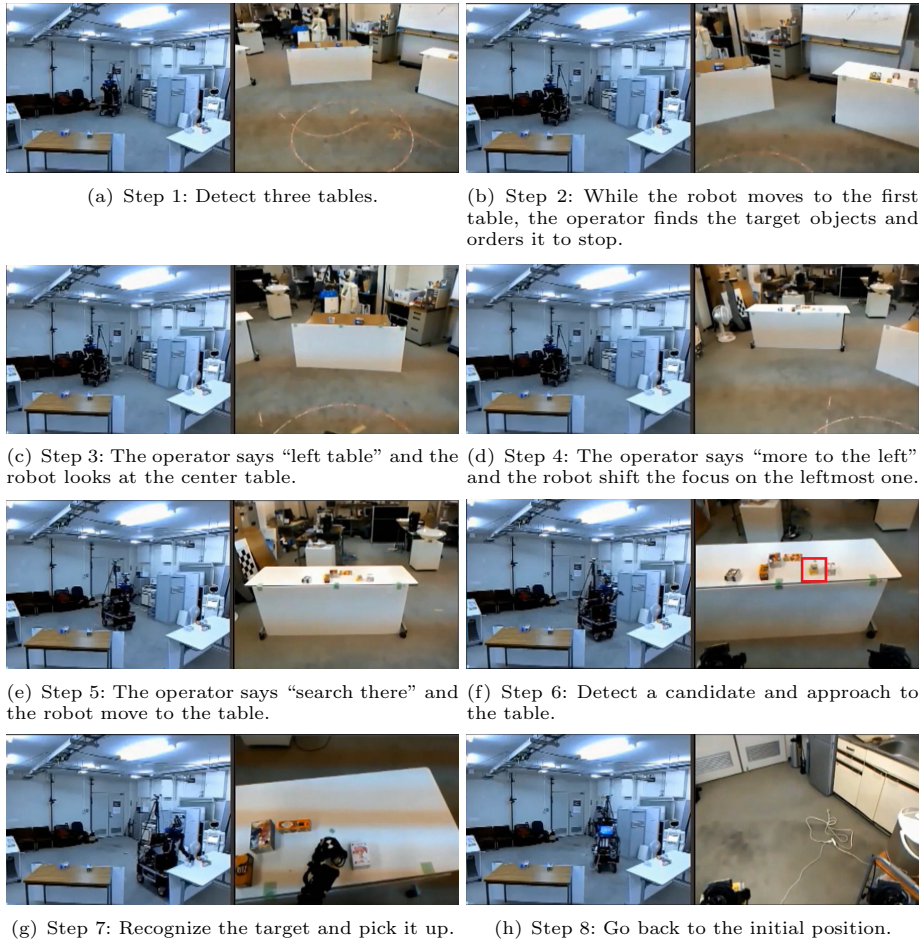 (a) Step 1: Detect three tables.
(b) Step 2: While the robot moves to the first
table, the operator finds the target objects and
orders it to stop.
(c) Step 3: The operator says “left table” and the
robot looks at the center table.
(d) Step 4: The operator says “more to the left”
and the robot shift the focus on the leftmost one.
(e) Step 5: The operator says “search there” and
the robot move to the table.
(f) Step 6: Detect a candidate and approach to
the table.
(g) Step 7: Recognize the target and pick it up.
(h) Step 8: Go back to the initial position.